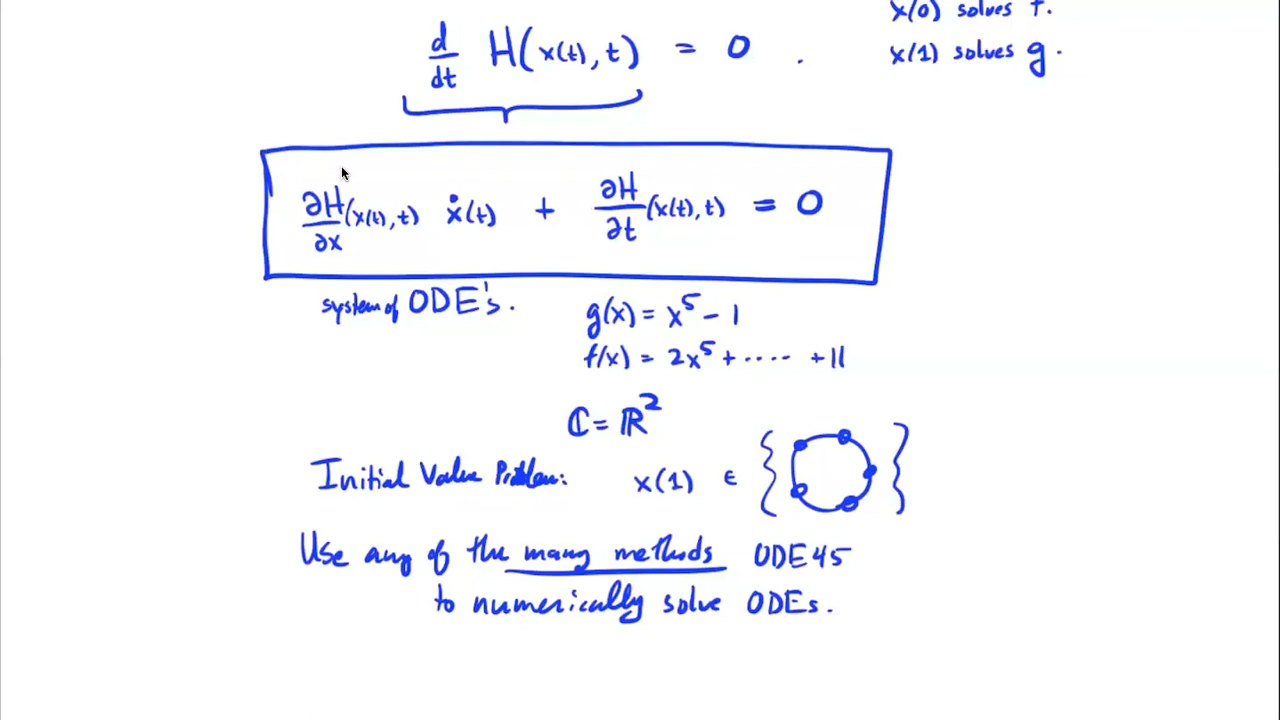 x(0) solves f.
d/dt H(x(t), t) = 0 .
x(1) solves g.
∂H/∂x (x(t), t) ẋ(t) + ∂H/∂t (x(t), t) = 0
system of ODE's.
g(x) = x⁵ - 1
f(x) = 2x⁵ + ..... + 11
ℂ = ℝ²
Initial Value Problem: x(1) ∈ { }
Use any of the many methods ODE45
to numerically solve ODEs.